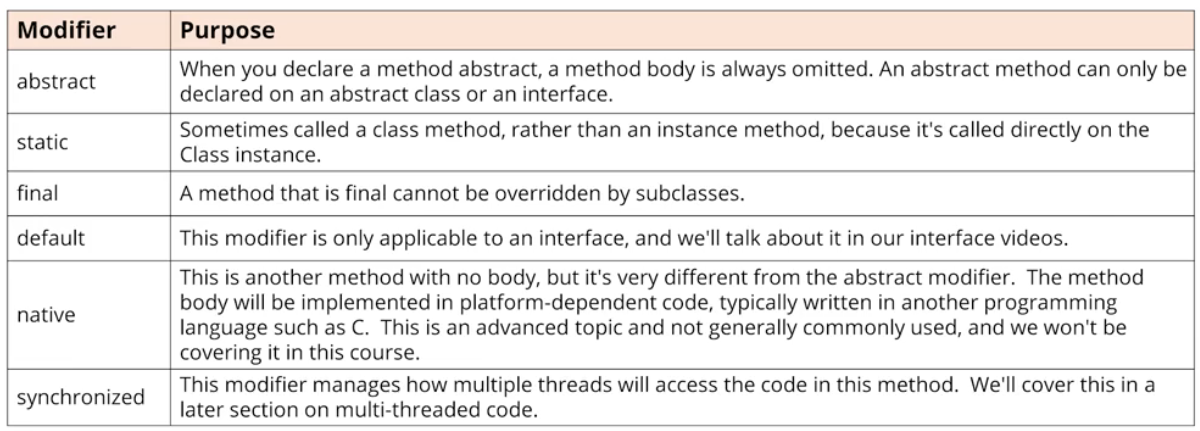 Modifier Purpose
abstract
When you declare a method abstract, a method body is always omitted. An abstract method can only be
declared on an abstract class or an interface.
static
Sometimes called a class method, rather than an instance method, because it's called directly on the
Class instance.
final
A method that is final cannot be overridden by subclasses.
default
This modifier is only applicable to an interface, and we'll talk about it in our interface videos.
native
This is another method with no body, but it's very different from the abstract modifier.  The method
body will be implemented in platform-dependent code, typically written in another programming
language such as C.  This is an advanced topic and not generally commonly used, and we won't be
covering it in this course.
synchronized
This modifier manages how multiple threads will access the code in this method.  We'll cover this in a
later section on multi-threaded code.